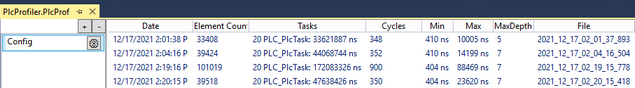 PlcProfiler.PlcProf
+ -
Config
Date Element Coun Tasks Cycles Min Max MaxDepth File
12/17/2021 2:01:38 P 33408 20 PLC_PlcTask: 33621887 ns 348 410 ns 10005 ns 5 2021_12_17_02_01_37_893
12/17/2021 2:04:16 P 39424 20 PLC_PlcTask: 44068744 ns 352 410 ns 14199 ns 7 2021_12_17_02_04_16_504
12/17/2021 2:19:16 P 101019 20 PLC_PlcTask: 172083326 ns 900 404 ns 88469 ns 7 2021_12_17_02_19_15_778
12/17/2021 2:20:15 P 39518 20 PLC_PlcTask: 47638426 ns 350 404 ns 23620 ns 7 2021_12_17_02_20_15_418